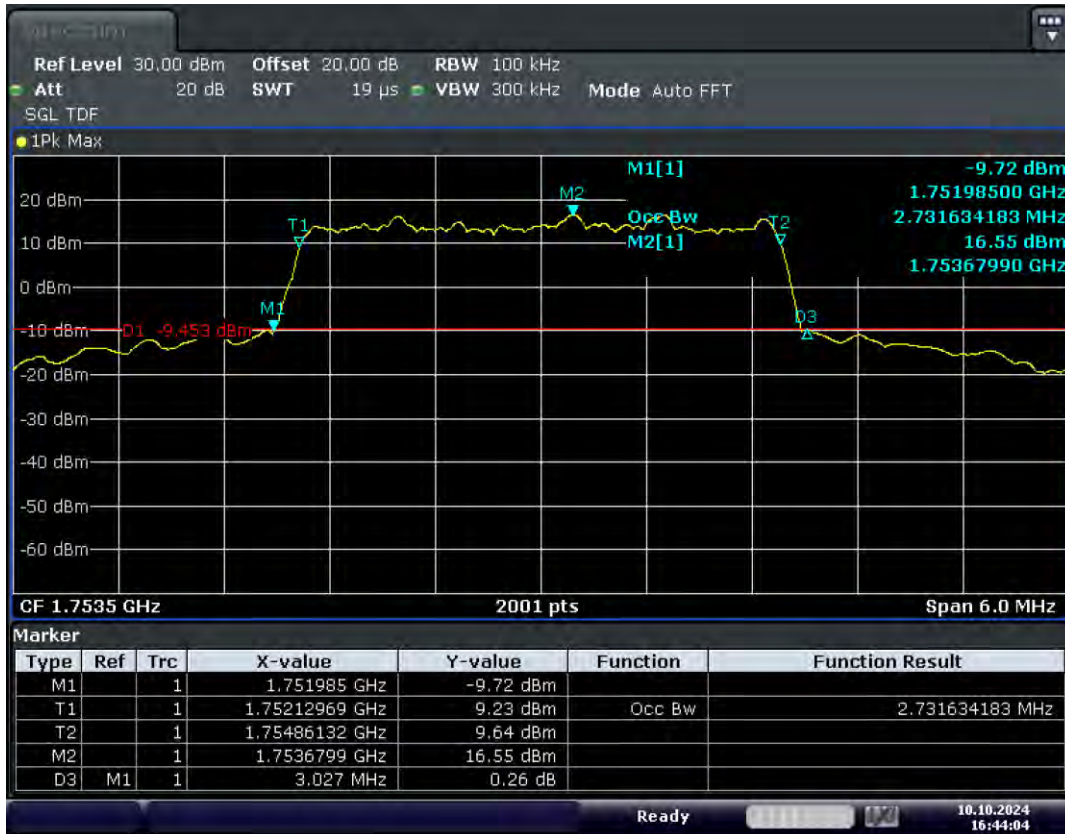 Spectrum
Ref Level 30.00 dBm Offset 20.00 dB RBW 100 kHz
Att 20 dB SWT 19 µs VBW 300 kHz Mode Auto FFT
SGL TDF
1Pk Max
M1[1] -9.72 dBm
1.75198500 GHz
Occ Bw 2.731634183 MHz
M2[1] 16.55 dBm
1.75367990 GHz
20 dBm
M2
T1
T2
10 dBm
0 dBm
M1
D3
-10 dBm
D1 -9.453 dBm
-20 dBm
-30 dBm
-40 dBm
-50 dBm
-60 dBm
CF 1.7535 GHz 2001 pts Span 6.0 MHz
Marker
Type Ref Trc X-value Y-value Function Function Result
M1 1 1.751985 GHz -9.72 dBm
T1 1 1.75212969 GHz 9.23 dBm Occ Bw 2.731634183 MHz
T2 1 1.75486132 GHz 9.64 dBm
M2 1 1.7536799 GHz 16.55 dBm
D3 M1 1 3.027 MHz 0.26 dB
Ready
10.10.2024
16:44:04